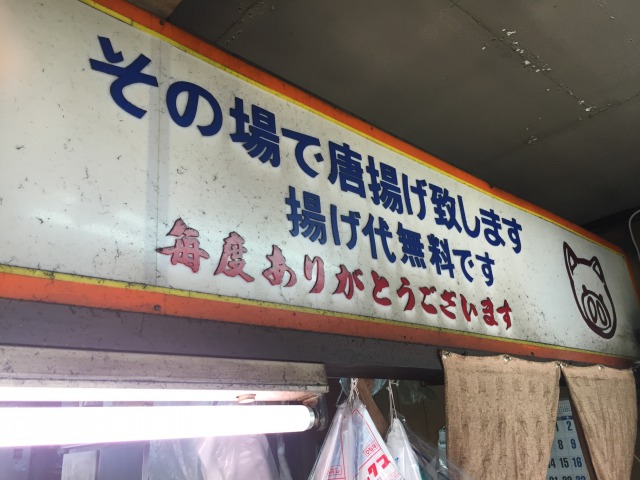 その場で唐揚げ致します
揚げ代無料です
毎度ありがとうございます